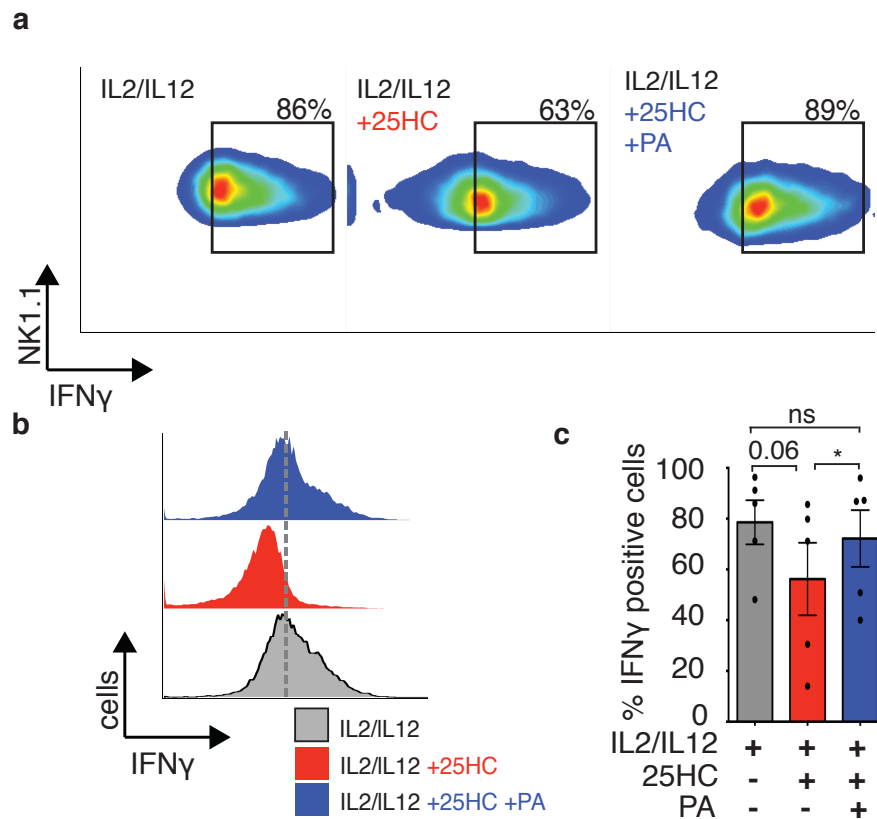 a
IL2/IL12
86%
IL2/IL12
+25HC
63%
IL2/IL12
+25HC
+PA
89%
NK1.1
IFNγ
b
cells
IFNγ
IL2/IL12
IL2/IL12 +25HC
IL2/IL12 +25HC +PA
c
ns
0.06
*
% IFNγ positive cells
100
80
60
40
20
0
IL2/IL12 + + +
25HC - + +
PA - - +